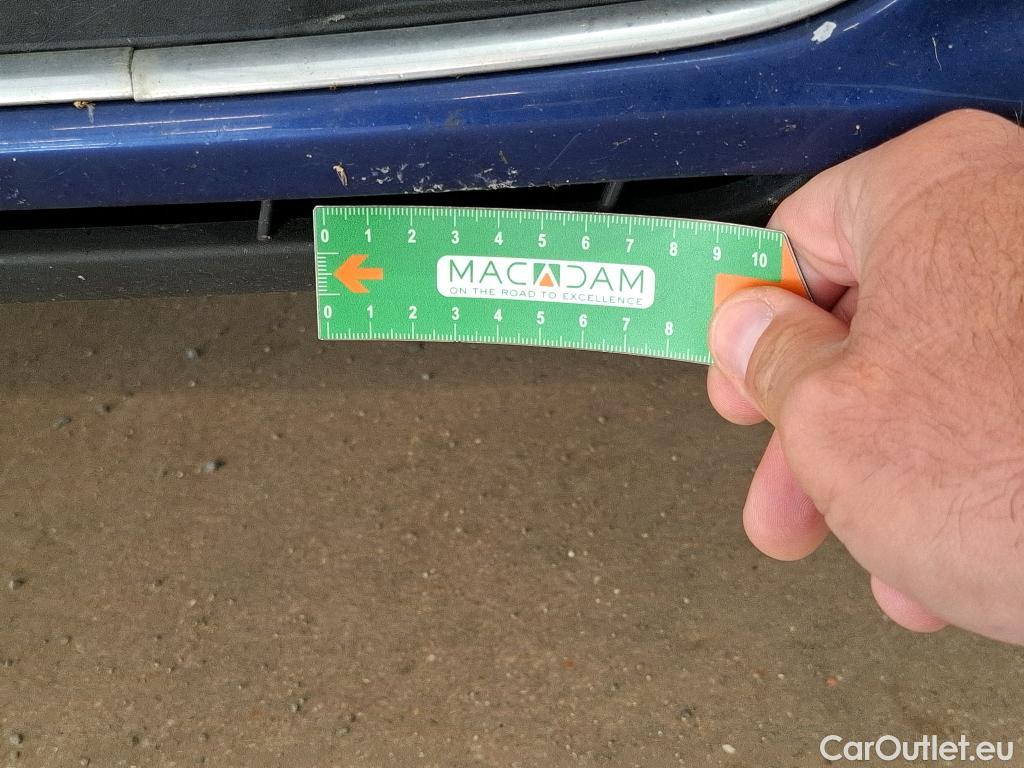 0 1 2 3 4 5 6 7 8 9 10
MACADAM
ON THE ROAD TO EXCELLENCE
0 1 2 3 4 5 6 7 8
CarOutlet.eu